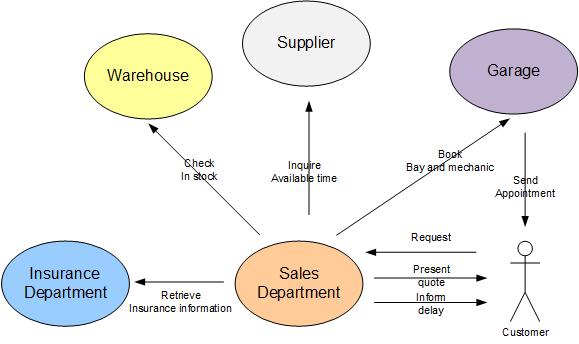 Supplier
Warehouse
Garage
Check
In stock
Inquire
Available time
Book
Bay and mechanic
Send
Appointment
Request
Insurance
Department
Retrieve
Insurance information
Sales
Department
Present
quote
Inform
delay
Customer